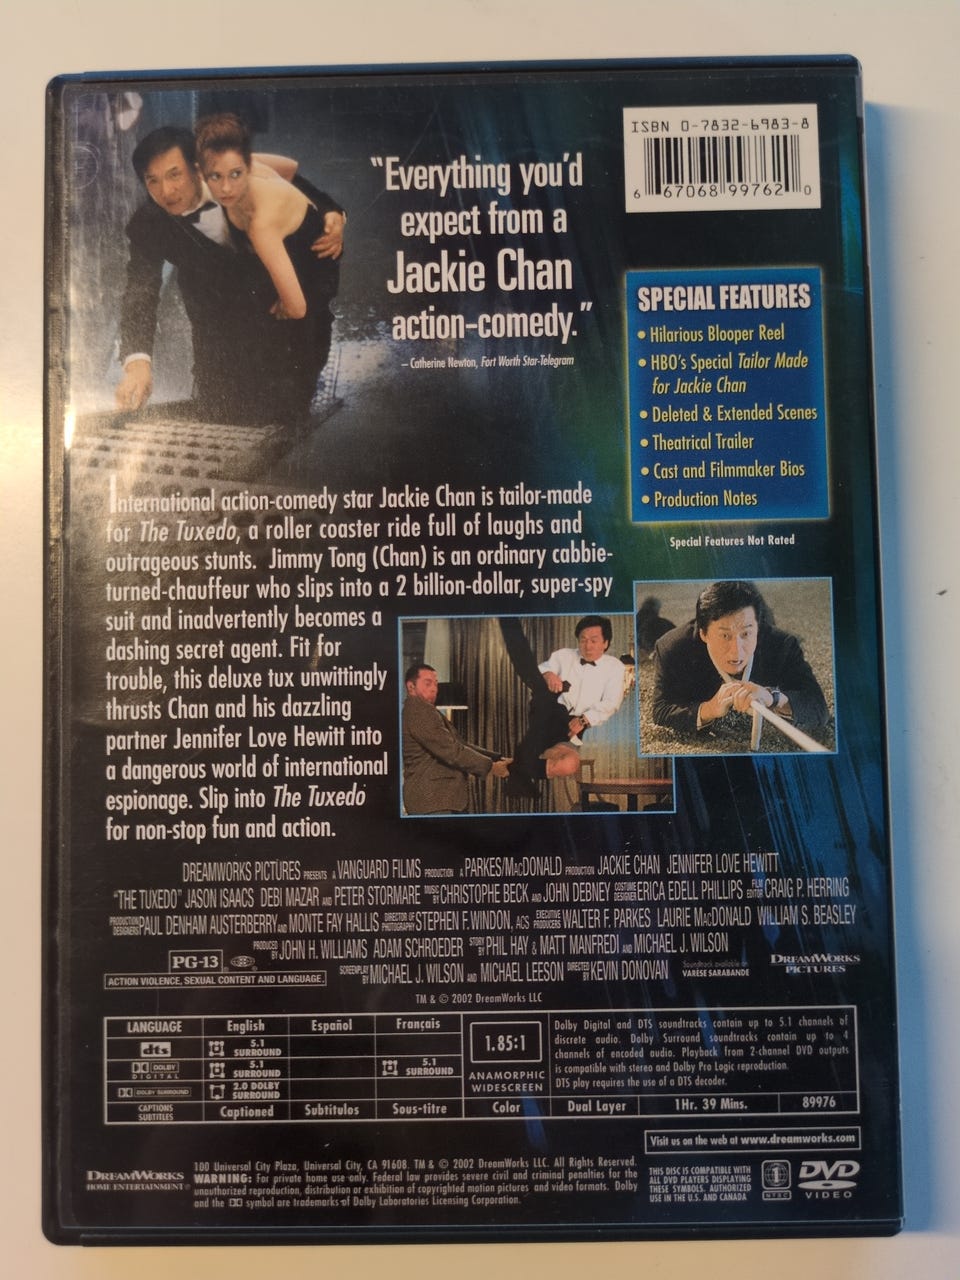 "Everything you'd
expect from a
Jackie Chan
action-comedy."
– Catherine Newton, Fort Worth Star-Telegram
ISBN 0-7832-6983-8
6 67068 99762 0
SPECIAL FEATURES
• Hilarious Blooper Reel
• HBO's Special Tailor Made
for Jackie Chan
• Deleted & Extended Scenes
• Theatrical Trailer
• Cast and Filmmaker Bios
• Production Notes
Special Features Not Rated
International action-comedy star Jackie Chan is tailor-made
for The Tuxedo, a roller coaster ride full of laughs and
outrageous stunts. Jimmy Tong (Chan) is an ordinary cabbie-
turned-chauffeur who slips into a 2 billion-dollar, super-spy
suit and inadvertently becomes a
dashing secret agent. Fit for
trouble, this deluxe tux unwittingly
thrusts Chan and his dazzling
partner Jennifer Love Hewitt into
a dangerous world of international
espionage. Slip into The Tuxedo
for non-stop fun and action.
DREAMWORKS PICTURES PRESENTS A VANGUARD FILMS PRODUCTION A PARKES/MACDONALD PRODUCTION JACKIE CHAN JENNIFER LOVE HEWITT
"THE TUXEDO" JASON ISAACS DEBI MAZAR AND PETER STORMARE MUSIC BY CHRISTOPHE BECK AND JOHN DEBNEY COSTUME DESIGNER ERICA EDELL PHILLIPS FILM EDITOR CRAIG P. HERRING
PRODUCTION DESIGNERS PAUL DENHAM AUSTERBERRY AND MONTE FAY HALLIS DIRECTOR OF PHOTOGRAPHY STEPHEN F. WINDON, ACS EXECUTIVE PRODUCERS WALTER F. PARKES LAURIE MACDONALD WILLIAM S. BEASLEY
PRODUCED BY JOHN H. WILLIAMS ADAM SCHROEDER STORY BY PHIL HAY & MATT MANFREDI AND MICHAEL J. WILSON
SCREENPLAY BY MICHAEL J. WILSON AND MICHAEL LEESON DIRECTED BY KEVIN DONOVAN
Soundtrack available on
VARÈSE SARABANDE
DREAMWORKS
PICTURES
PG-13
ACTION VIOLENCE, SEXUAL CONTENT AND LANGUAGE.
TM & © 2002 DreamWorks LLC
LANGUAGE English Español Français
dts 5.1 SURROUND
DOLBY DIGITAL 5.1 SURROUND 5.1 SURROUND
DOLBY SURROUND 2.0 DOLBY SURROUND
CAPTIONS SUBTITLES Captioned Subtítulos Sous-titre
1.85:1
ANAMORPHIC
WIDESCREEN
Color Dual Layer 1Hr. 39 Mins. 89976
Dolby Digital and DTS soundtracks contain up to 5.1 channels of
discrete audio. Dolby Surround soundtracks contain up to 4
channels of encoded audio. Playback from 2-channel DVD outputs
is compatible with stereo and Dolby Pro Logic reproduction.
DTS play requires the use of a DTS decoder.
Visit us on the web at www.dreamworks.com
DREAMWORKS
HOME ENTERTAINMENT
100 Universal City Plaza, Universal City, CA 91608. TM & © 2002 DreamWorks LLC. All Rights Reserved.
WARNING: For private home use only. Federal law provides severe civil and criminal penalties for the
unauthorized reproduction, distribution or exhibition of copyrighted motion pictures and video formats. Dolby
and the DD symbol are trademarks of Dolby Laboratories Licensing Corporation.
THIS DISC IS COMPATIBLE WITH
ALL DVD PLAYERS DISPLAYING
THESE SYMBOLS. AUTHORIZED
USE IN THE U.S. AND CANADA
1
NTSC
DVD
VIDEO